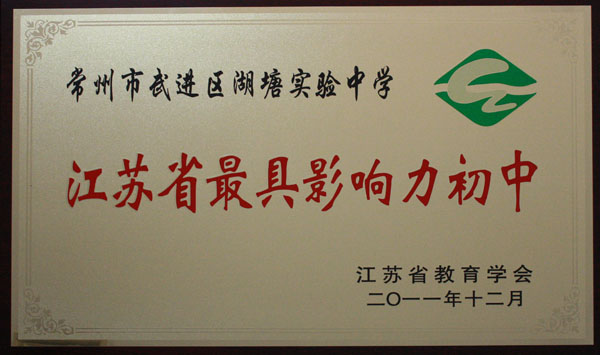 常州市武进区湖塘实验中学
江苏省最具影响力初中
江苏省教育学会
二〇一一年十二月